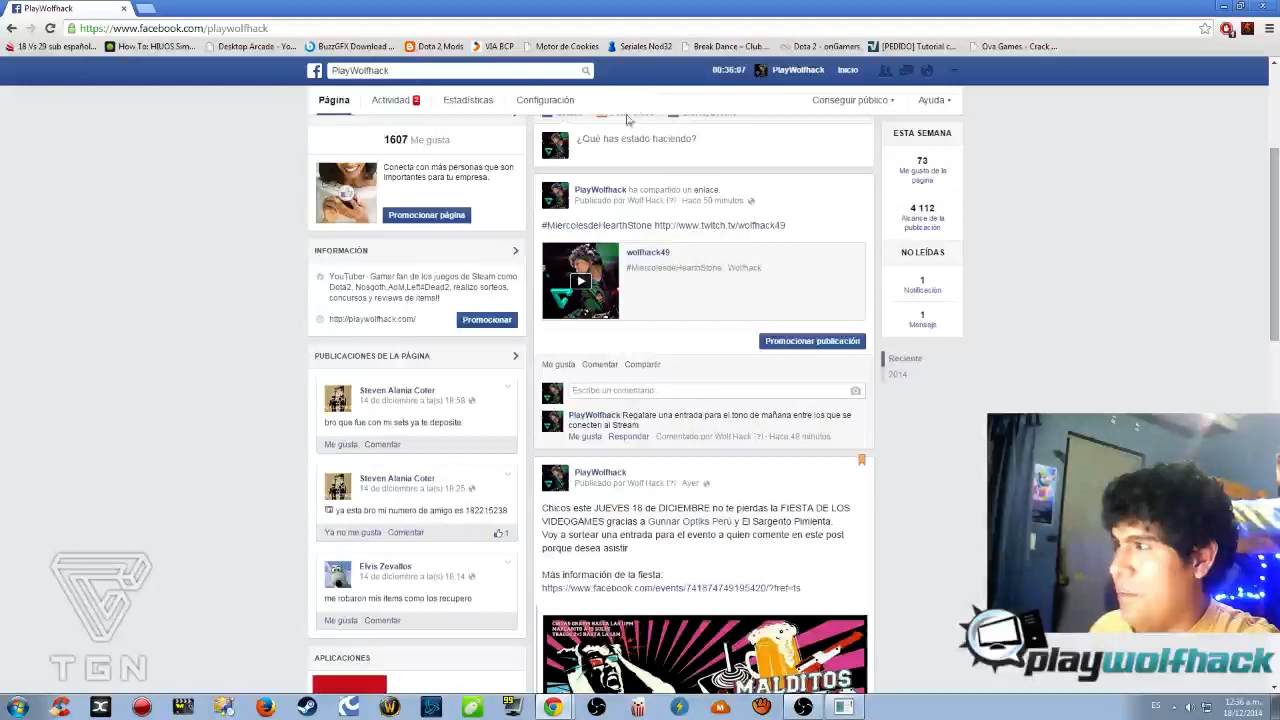 PlayWolfhack
https://www.facebook.com/playwolfhack
18 Vs 29 sub español...
How To: HIJOS SIM...
Desktop Arcade - Yo...
BuzzGFX Download ...
Dota 2 Mods
VIA BCP
Motor de Cookies
Seriales Nod32
Break Dance – Club...
Dota 2 - onGamers
[PEDIDO] Tutorial c...
Ova Games - Crack,...
PlayWolfhack
00:36:07
PlayWolfhack
Inicio
Página
Actividad 2
Estadísticas
Configuración
Conseguir público
Ayuda
1607 Me gusta
Conecta con más personas que son
importantes para tu empresa.
Promocionar página
INFORMACIÓN
YouTuber- Gamer fan de los juegos de Steam como
Dota2, Nosgoth,AoM,Left4Dead2, realizo sorteos,
concursos y reviews de items!!
http://playwolfhack.com/
Promocionar
PUBLICACIONES DE LA PÁGINA
Steven Alania Coter
14 de diciembre a la(s) 18:58
bro que fue con mi sets ya te deposite
Me gusta Comentar
Steven Alania Coter
14 de diciembre a la(s) 18:25
ya esta bro mi numero de amigo es 182215238
Ya no me gusta Comentar
1
Elvis Zevallos
14 de diciembre a la(s) 18:14
me robaron mis items como los recupero
Me gusta Comentar
APLICACIONES
¿Qué has estado haciendo?
PlayWolfhack ha compartido un enlace.
Publicado por Wolf Hack [?] · Hace 50 minutos
#MiercolesdeHearthStone http://www.twitch.tv/wolfhack49
wolfhack49
#MiercolesdeHearthStone Wolfhack
Promocionar publicación
Me gusta Comentar Compartir
Escribe un comentario...
PlayWolfhack Regalare una entrada para el tono de mañana entre los que se
conecten al Stream
Me gusta Responder Comentado por Wolf Hack [?] · Hace 48 minutos
PlayWolfhack
Publicado por Wolf Hack [?] · Ayer
Chicos este JUEVES 18 de DICIEMBRE no te pierdas la FIESTA DE LOS
VIDEOGAMES gracias a Gunnar Optiks Perú y El Sargento Pimienta.
Voy a sortear una entrada para el evento a quien comente en este post
porque desea asistir
Más información de la fiesta:
https://www.facebook.com/events/741874749195420/?fref=ts
MALDITOS
ESTA SEMANA
73
Me gusta de la
página
4 112
Alcance de la
publicación
NO LEÍDAS
1
Notificación
1
Mensaje
Reciente
2014
TGN
playwolfhack
99
ES
12:36 a.m.
18/12/2014